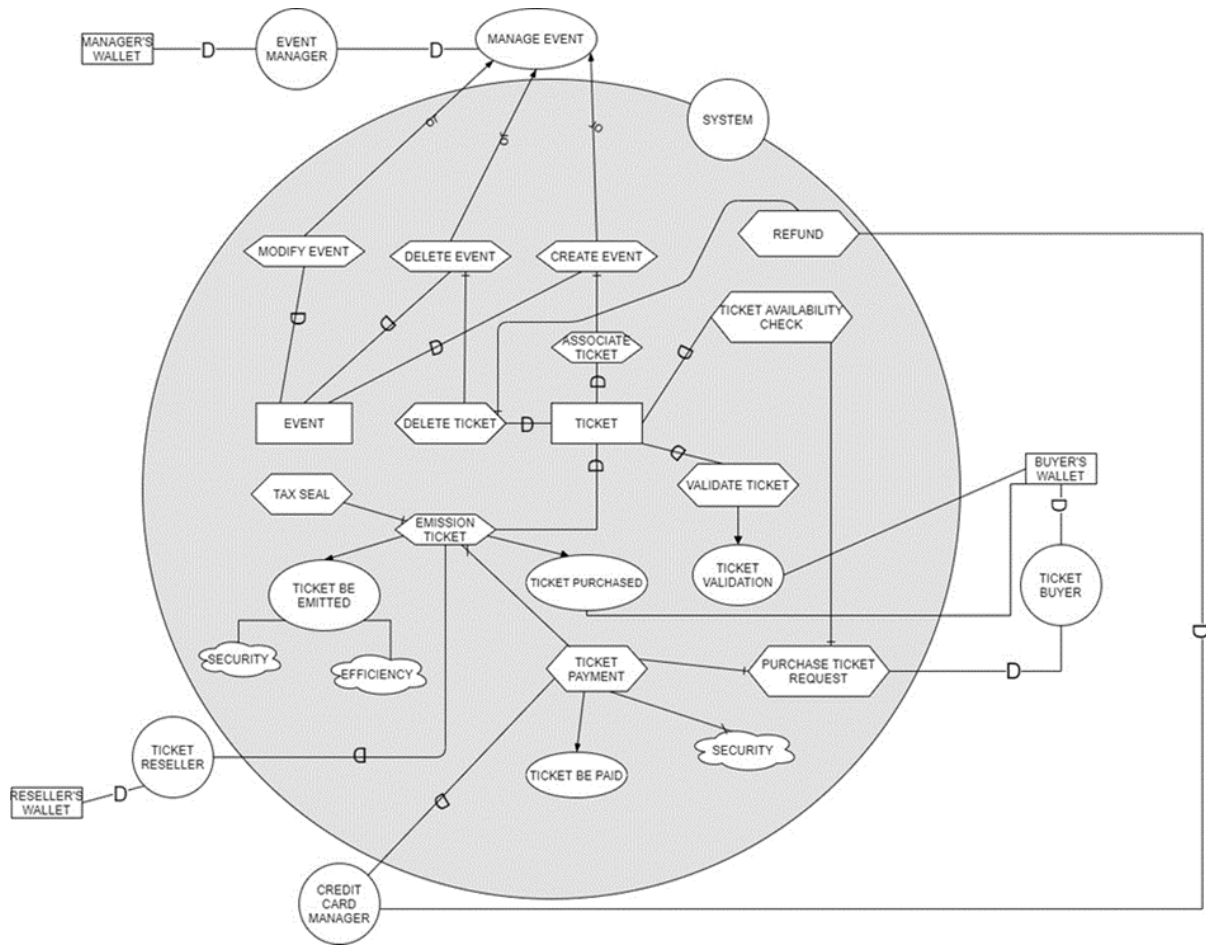 MANAGER'S
WALLET
D
EVENT
MANAGER
D
MANAGE EVENT
SYSTEM
or
or
or
MODIFY EVENT
DELETE EVENT
CREATE EVENT
REFUND
D
D
D
TICKET AVAILABILITY
CHECK
ASSOCIATE
TICKET
D
D
EVENT
DELETE TICKET
D
TICKET
D
D
VALIDATE TICKET
BUYER'S
WALLET
D
TAX SEAL
EMISSION
TICKET
TICKET BE
EMITTED
TICKET PURCHASED
TICKET
VALIDATION
TICKET
BUYER
SECURITY
EFFICIENCY
TICKET
PAYMENT
PURCHASE TICKET
REQUEST
D
D
TICKET
RESELLER
D
SECURITY
TICKET BE PAID
RESELLER'S
WALLET
D
D
CREDIT
CARD
MANAGER